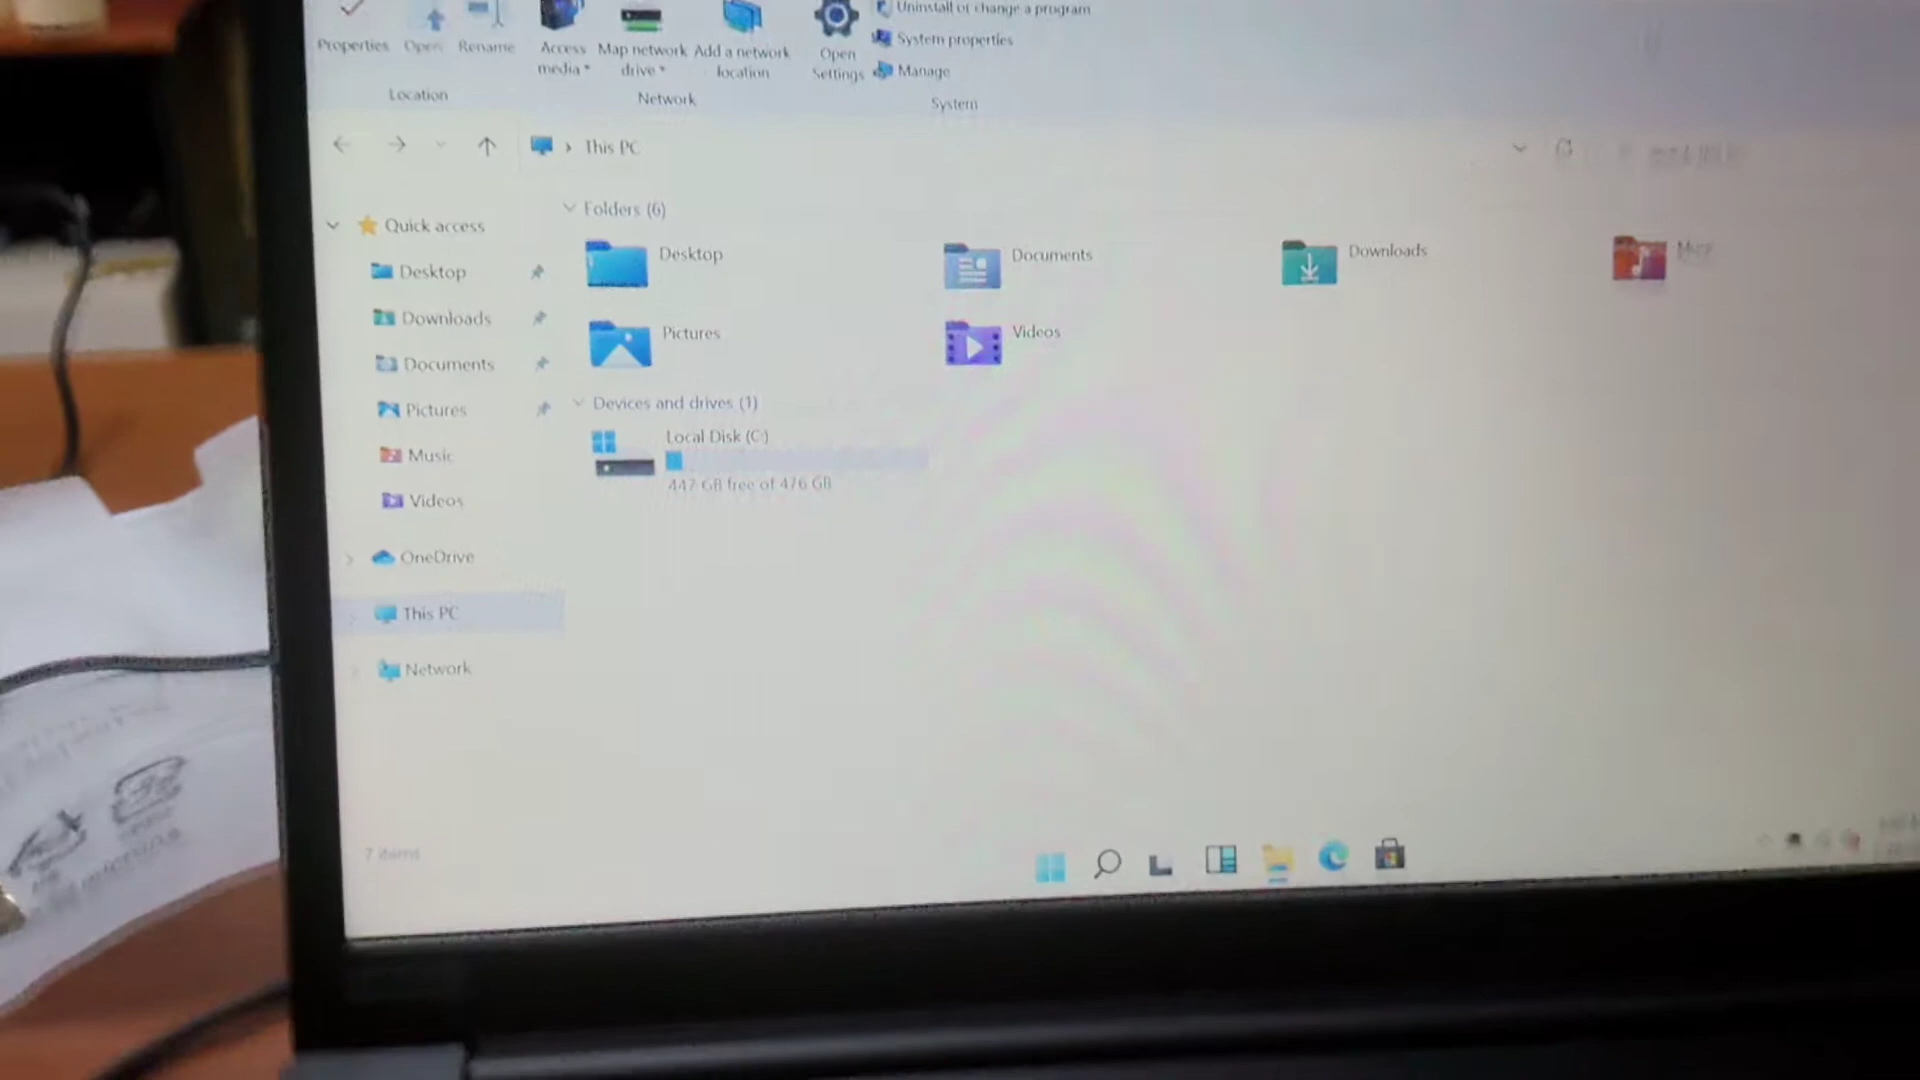 Uninstall or change a program
Properties Open Rename Access media Map network drive Add a network location Open Settings System properties
Manage
Location Network System
This PC
Quick access
Desktop
Downloads
Documents
Pictures
Music
Videos
OneDrive
This PC
Network
Folders (6)
Desktop Documents Downloads
Pictures Videos
Devices and drives (1)
Local Disk (C:)
447 GB free of 476 GB
7 items